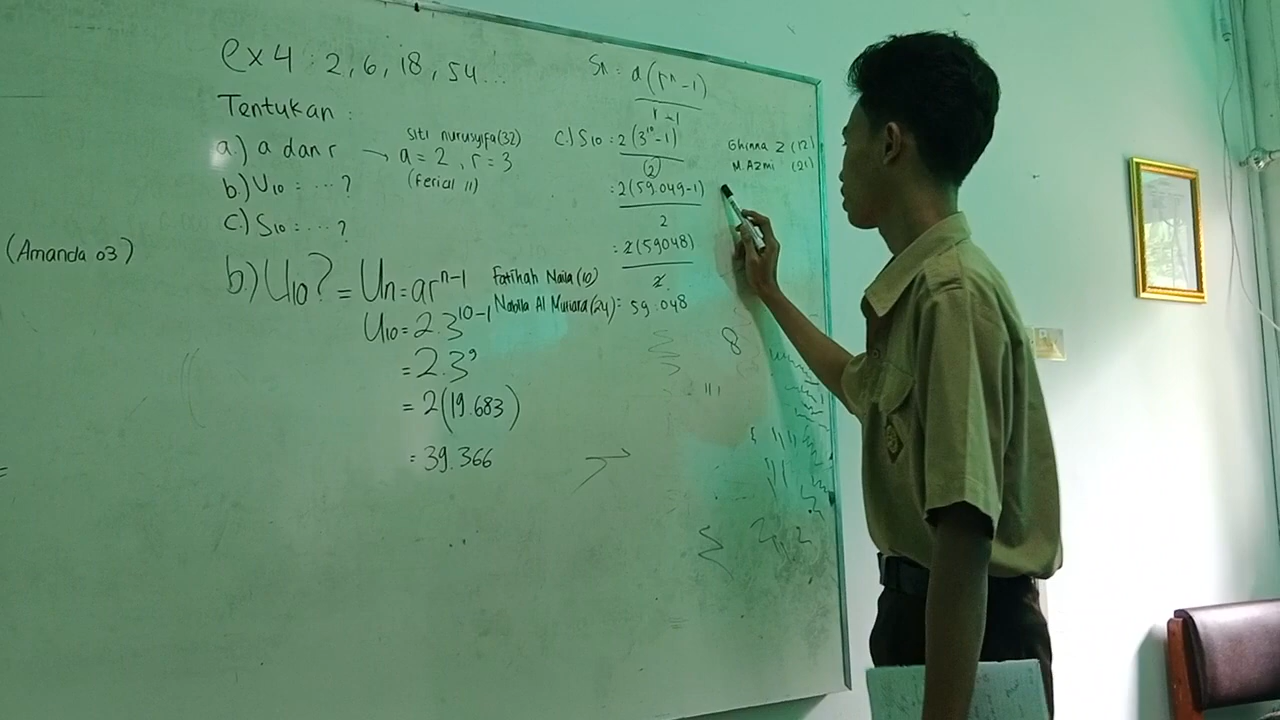 ex 4 : 2, 6, 18, 54...
Tentukan :
a.) a dan r → a = 2, r = 3
Siti nurusyifa (32)
(Ferial 11)
b.) U10 = ... ?
c.) S10 = ... ?
(Amanda 03)
b.) U10? = Un = ar^n-1
Fatihah Naila (10)
Nabilla Al Mutiara (24)
U10 = 2.3^10-1
= 2.3^9
= 2(19.683)
= 39.366
Sn = a(r^n - 1)
r - 1
c.) S10 = 2(3^10 - 1)
(2)
= 2(59.049-1)
2
= 2(59048)
2
= 59.048
Ghinna Z (12)
M. Azmi (21)
8